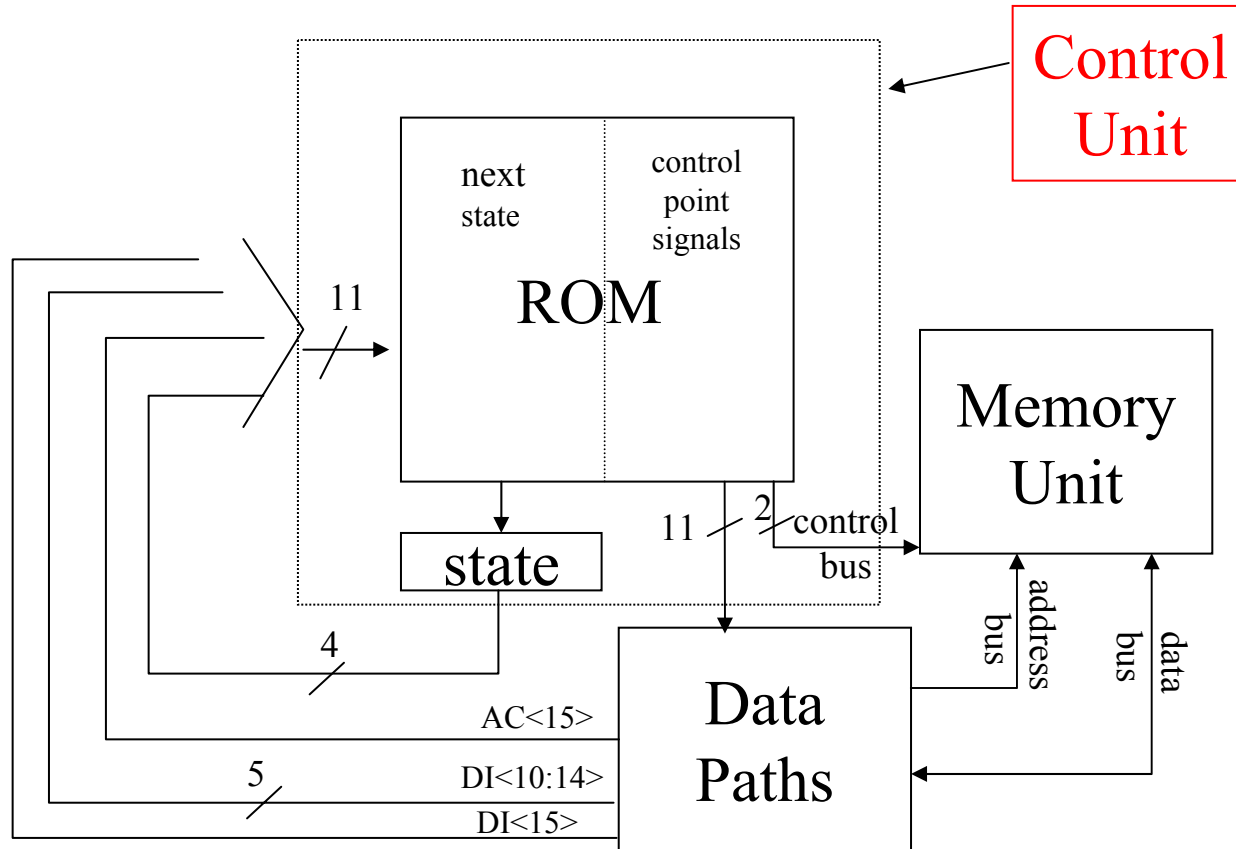 Control
Unit
next
state
control
point
signals
ROM
11
Memory
Unit
11
2
control
bus
state
address
bus
data
bus
4
AC<15>
Data
Paths
5
DI<10:14>
DI<15>